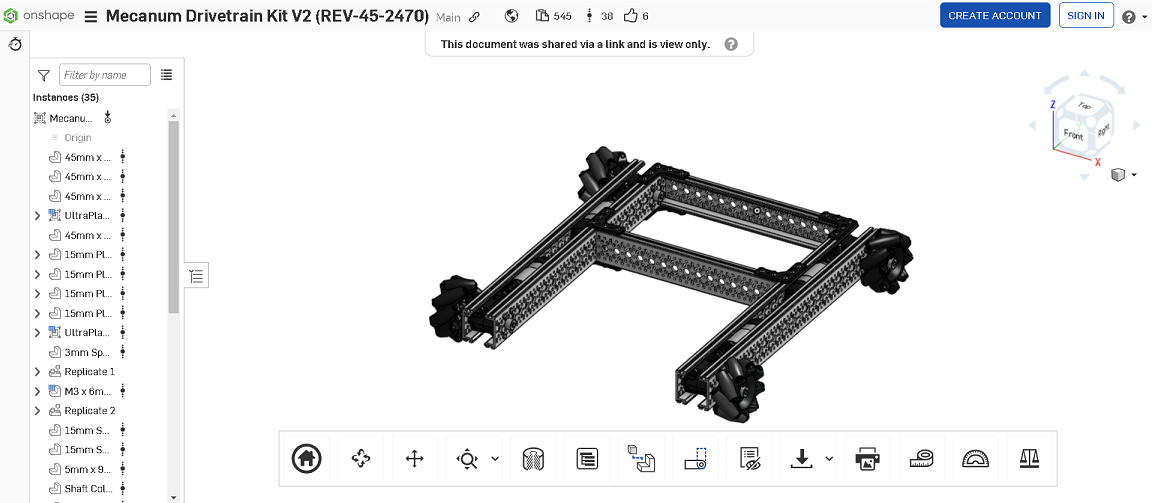 onshape Mecanum Drivetrain Kit V2 (REV-45-2470) Main 545 38 6 CREATE ACCOUNT SIGN IN ?
This document was shared via a link and is view only. ?
Filter by name
Instances (35)
Mecanu...
Origin
45mm x ...
45mm x ...
45mm x ...
UltraPla...
45mm x ...
15mm Pl...
15mm Pl...
15mm Pl...
15mm Pl...
UltraPla...
3mm Sp...
Replicate 1
M3 x 6m...
Replicate 2
15mm S...
15mm S...
5mm x 9...
Shaft Col...
Top
Z
Front
Right
X